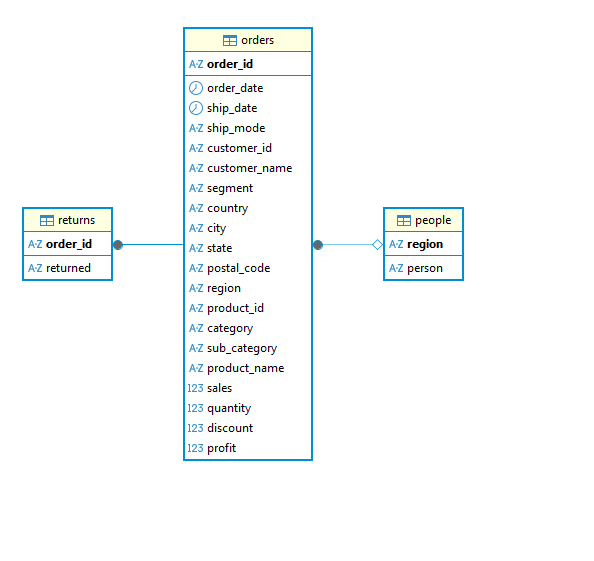 orders
A-Z order_id
order_date
ship_date
A-Z ship_mode
A-Z customer_id
A-Z customer_name
A-Z segment
A-Z country
A-Z city
A-Z state
A-Z postal_code
A-Z region
A-Z product_id
A-Z category
A-Z sub_category
A-Z product_name
123 sales
123 quantity
123 discount
123 profit
returns
A-Z order_id
A-Z returned
people
A-Z region
A-Z person